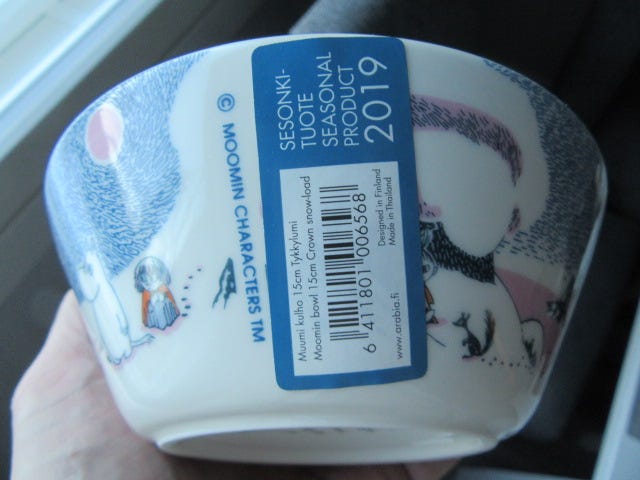 © MOOMIN CHARACTERS TM
SESONKI-
TUOTE
SEASONAL
PRODUCT
2019
Muumi kulho 15cm Tykkylumi
Moomin bowl 15cm Crown snow-load
6 411801 006568
Designed in Finland
Made in Thailand
www.arabia.fi